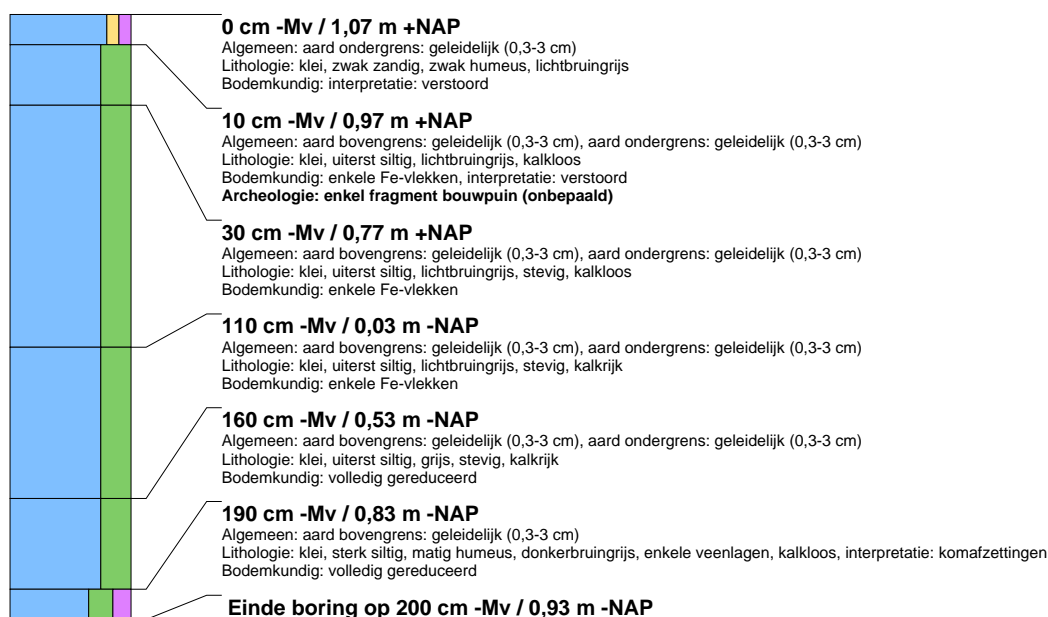 0 cm -Mv / 1,07 m +NAP
Algemeen: aard ondergrens: geleidelijk (0,3-3 cm)
Lithologie: klei, zwak zandig, zwak humeus, lichtbruingrijs
Bodemkundig: interpretatie: verstoord
10 cm -Mv / 0,97 m +NAP
Algemeen: aard bovengrens: geleidelijk (0,3-3 cm), aard ondergrens: geleidelijk (0,3-3 cm)
Lithologie: klei, uiterst siltig, lichtbruingrijs, kalkloos
Bodemkundig: enkele Fe-vlekken, interpretatie: verstoord
Archeologie: enkel fragment bouwpuin (onbepaald)
30 cm -Mv / 0,77 m +NAP
Algemeen: aard bovengrens: geleidelijk (0,3-3 cm), aard ondergrens: geleidelijk (0,3-3 cm)
Lithologie: klei, uiterst siltig, lichtbruingrijs, stevig, kalkloos
Bodemkundig: enkele Fe-vlekken
110 cm -Mv / 0,03 m -NAP
Algemeen: aard bovengrens: geleidelijk (0,3-3 cm), aard ondergrens: geleidelijk (0,3-3 cm)
Lithologie: klei, uiterst siltig, lichtbruingrijs, stevig, kalkrijk
Bodemkundig: enkele Fe-vlekken
160 cm -Mv / 0,53 m -NAP
Algemeen: aard bovengrens: geleidelijk (0,3-3 cm), aard ondergrens: geleidelijk (0,3-3 cm)
Lithologie: klei, uiterst siltig, grijs, stevig, kalkrijk
Bodemkundig: volledig gereduceerd
190 cm -Mv / 0,83 m -NAP
Algemeen: aard bovengrens: geleidelijk (0,3-3 cm)
Lithologie: klei, sterk siltig, matig humeus, donkerbruingrijs, enkele veenlagen, kalkloos, interpretatie: komafzettingen
Bodemkundig: volledig gereduceerd
Einde boring op 200 cm -Mv / 0,93 m -NAP